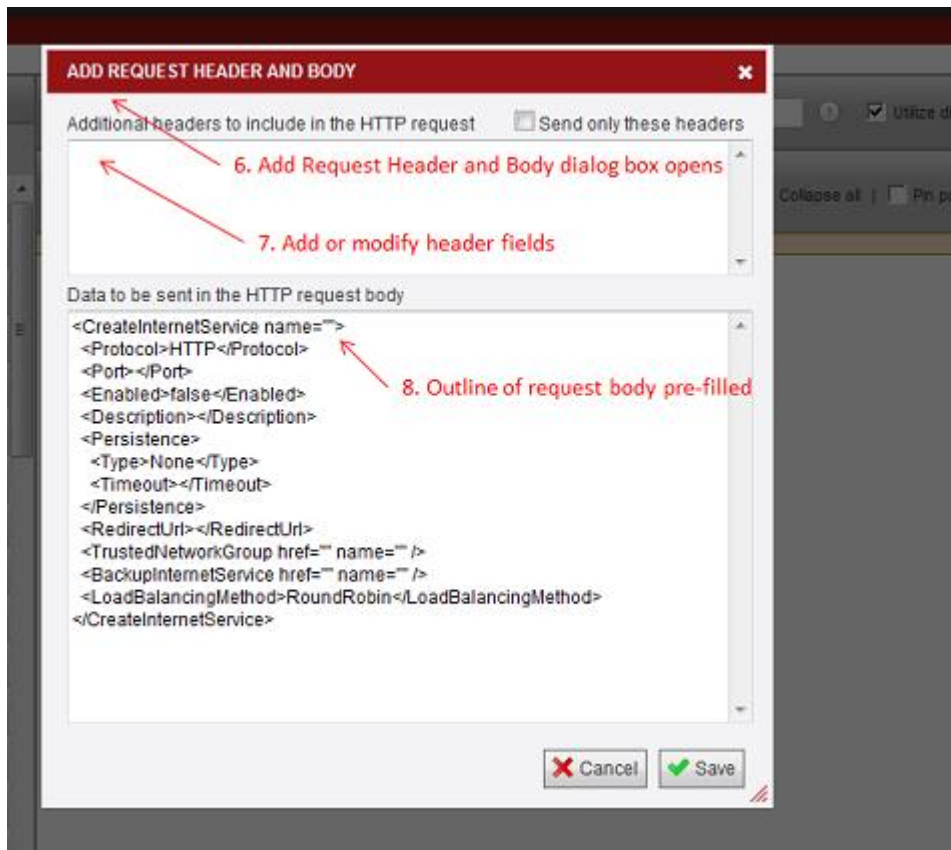 ADD REQUEST HEADER AND BODY
Additional headers to include in the HTTP request
Send only these headers
6. Add Request Header and Body dialog box opens
7. Add or modify header fields
Utilize
Collapse all |
Pin
Data to be sent in the HTTP request body
<CreateInternetService name="">
<Protocol>HTTP</Protocol>
<Port></Port>
<Enabled>false</Enabled>
<Description></Description>
<Persistence>
<Type>None</Type>
<Timeout></Timeout>
</Persistence>
<RedirectUrl></RedirectUrl>
<TrustedNetworkGroup href="" name="" />
<BackupInternetService href="" name="" />
<LoadBalancingMethod>RoundRobin</LoadBalancingMethod>
</CreateInternetService>
8. Outline of request body pre-filled
Cancel
Save